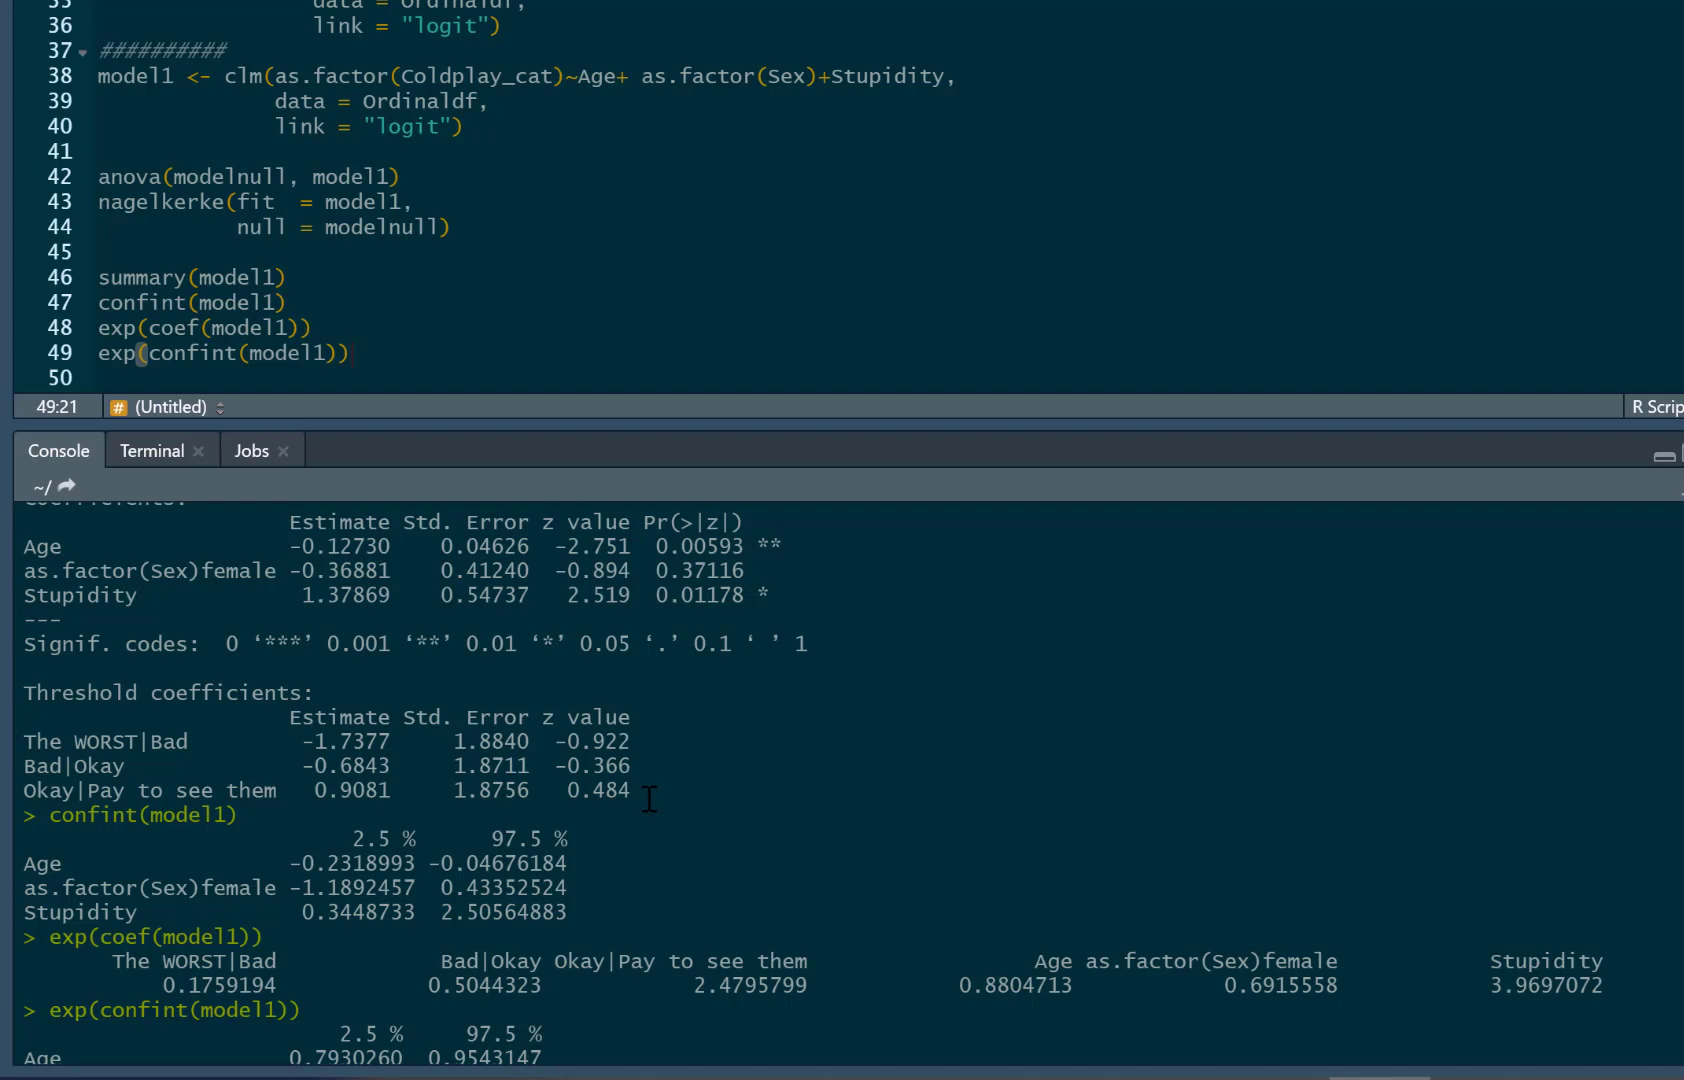 35 data = Ordinaldf,
36 link = "logit")
37 ##########
38 model1 <- clm(as.factor(Coldplay_cat)~Age+ as.factor(Sex)+Stupidity,
39 data = Ordinaldf,
40 link = "logit")
41
42 anova(modelnull, model1)
43 nagelkerke(fit  = model1,
44 null = modelnull)
45
46 summary(model1)
47 confint(model1)
48 exp(coef(model1))
49 exp(confint(model1))
50
49:21 # (Untitled) R Scrip
Console Terminal Jobs
~/
Coefficients:
Estimate Std. Error z value Pr(>|z|)
Age -0.12730 0.04626 -2.751 0.00593 **
as.factor(Sex)female -0.36881 0.41240 -0.894 0.37116
Stupidity 1.37869 0.54737 2.519 0.01178 *
---
Signif. codes:  0 ‘***’ 0.001 ‘**’ 0.01 ‘*’ 0.05 ‘.’ 0.1 ‘ ’ 1
Threshold coefficients:
Estimate Std. Error z value
The WORST|Bad -1.7377 1.8840 -0.922
Bad|Okay -0.6843 1.8711 -0.366
Okay|Pay to see them 0.9081 1.8756 0.484
> confint(model1)
2.5 % 97.5 %
Age -0.2318993 -0.04676184
as.factor(Sex)female -1.1892457 0.43352524
Stupidity 0.3448733 2.50564883
> exp(coef(model1))
The WORST|Bad Bad|Okay Okay|Pay to see them Age as.factor(Sex)female Stupidity
0.1759194 0.5044323 2.4795799 0.8804713 0.6915558 3.9697072
> exp(confint(model1))
2.5 % 97.5 %
Age 0.7930260 0.9543147